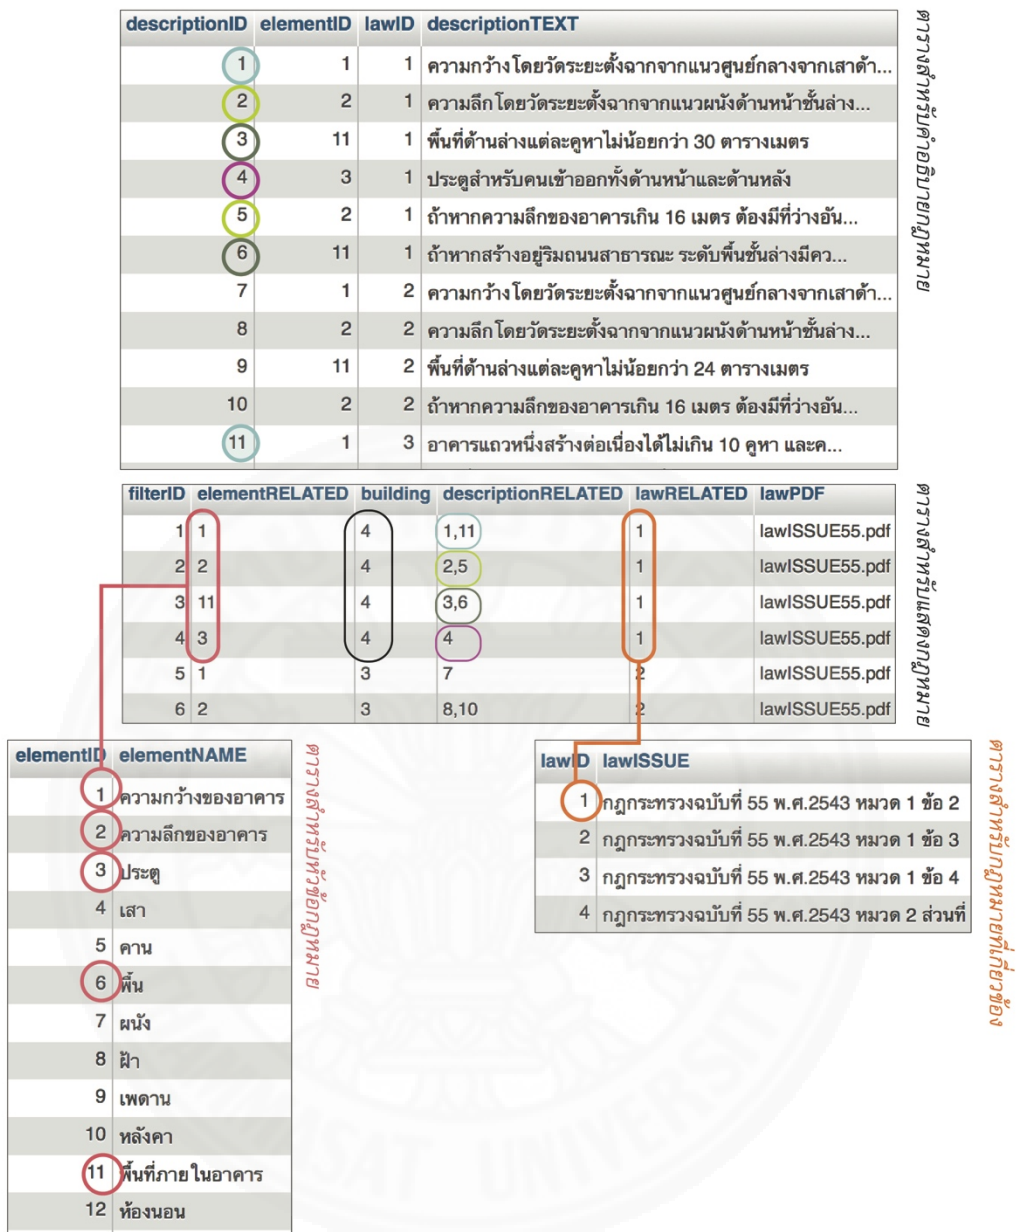 descriptionID elementID lawID descriptionTEXT
1 1 1 ความกว้างโดยวัดระยะตั้งฉากจากแนวศูนย์กลางจากเสาด้า...
2 2 1 ความลึกโดยวัดระยะตั้งฉากจากแนวผนังด้านหน้าชั้นล่าง...
3 11 1 พื้นที่ด้านล่างแต่ละคูหาไม่น้อยกว่า 30 ตารางเมตร
4 3 1 ประตูสำหรับคนเข้าออกทั้งด้านหน้าและด้านหลัง
5 2 1 ถ้าหากความลึกของอาคารเกิน 16 เมตร ต้องมีที่ว่างอัน...
6 11 1 ถ้าหากสร้างอยู่ริมถนนสาธารณะ ระดับพื้นชั้นล่างมีคว...
7 1 2 ความกว้างโดยวัดระยะตั้งฉากจากแนวศูนย์กลางจากเสาด้า...
8 2 2 ความลึกโดยวัดระยะตั้งฉากจากแนวผนังด้านหน้าชั้นล่าง...
9 11 2 พื้นที่ด้านล่างแต่ละคูหาไม่น้อยกว่า 24 ตารางเมตร
10 2 2 ถ้าหากความลึกของอาคารเกิน 16 เมตร ต้องมีที่ว่างอัน...
11 1 3 อาคารแถวหนึ่งสร้างต่อเนื่องได้ไม่เกิน 10 คูหา และค...
ตารางสำหรับคำอธิบายกฎหมาย
filterID elementRELATED building descriptionRELATED lawRELATED lawPDF
1 1 4 1,11 1 lawISSUE55.pdf
2 2 4 2,5 1 lawISSUE55.pdf
3 11 4 3,6 1 lawISSUE55.pdf
4 3 4 4 1 lawISSUE55.pdf
5 1 3 7 2 lawISSUE55.pdf
6 2 3 8,10 2 lawISSUE55.pdf
ตารางสำหรับแสดงกฎหมาย
elementID elementNAME
1 ความกว้างของอาคาร
2 ความลึกของอาคาร
3 ประตู
4 เสา
5 คาน
6 พื้น
7 ผนัง
8 ฝ้า
9 เพดาน
10 หลังคา
11 พื้นที่ภายในอาคาร
12 ห้องนอน
ตารางสำหรับหัวข้อกฎหมาย
lawID lawISSUE
1 กฎกระทรวงฉบับที่ 55 พ.ศ.2543 หมวด 1 ข้อ 2
2 กฎกระทรวงฉบับที่ 55 พ.ศ.2543 หมวด 1 ข้อ 3
3 กฎกระทรวงฉบับที่ 55 พ.ศ.2543 หมวด 1 ข้อ 4
4 กฎกระทรวงฉบับที่ 55 พ.ศ.2543 หมวด 2 ส่วนที่
ตารางสำหรับกฎหมายที่เกี่ยวข้อง